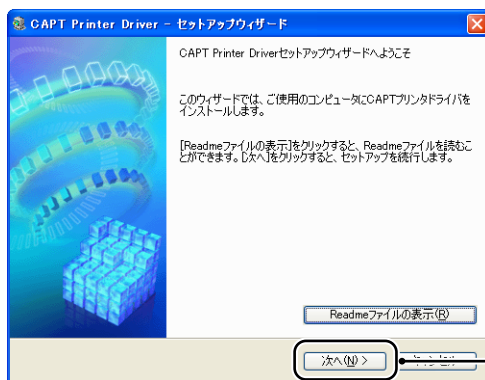 CAPT Printer Driver - セットアップウィザード
CAPT Printer Driverセットアップウィザードへようこそ
このウィザードでは、ご使用のコンピュータにCAPTプリンタドライバを
インストールします。
[Readmeファイルの表示]をクリックすると、Readmeファイルを読むこ
とができます。[次へ]をクリックすると、セットアップを続行します。
Readmeファイルの表示(R)
次へ(N) >